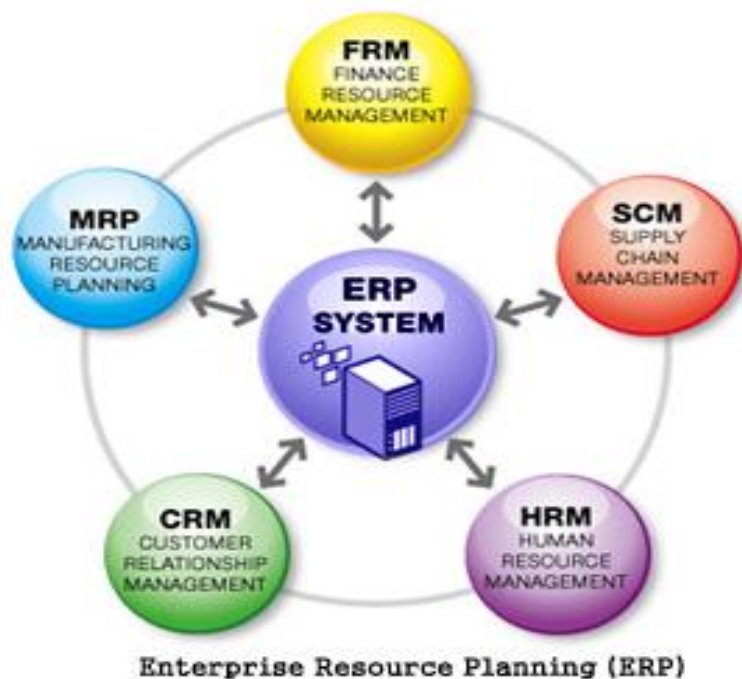 FRM
FINANCE
RESOURCE
MANAGEMENT
MRP
MANUFACTURING
RESOURCE
PLANNING
SCM
SUPPLY
CHAIN
MANAGEMENT
ERP
SYSTEM
CRM
CUSTOMER
RELATIONSHIP
MANAGEMENT
HRM
HUMAN
RESOURCE
MANAGEMENT
Enterprise Resource Planning (ERP)